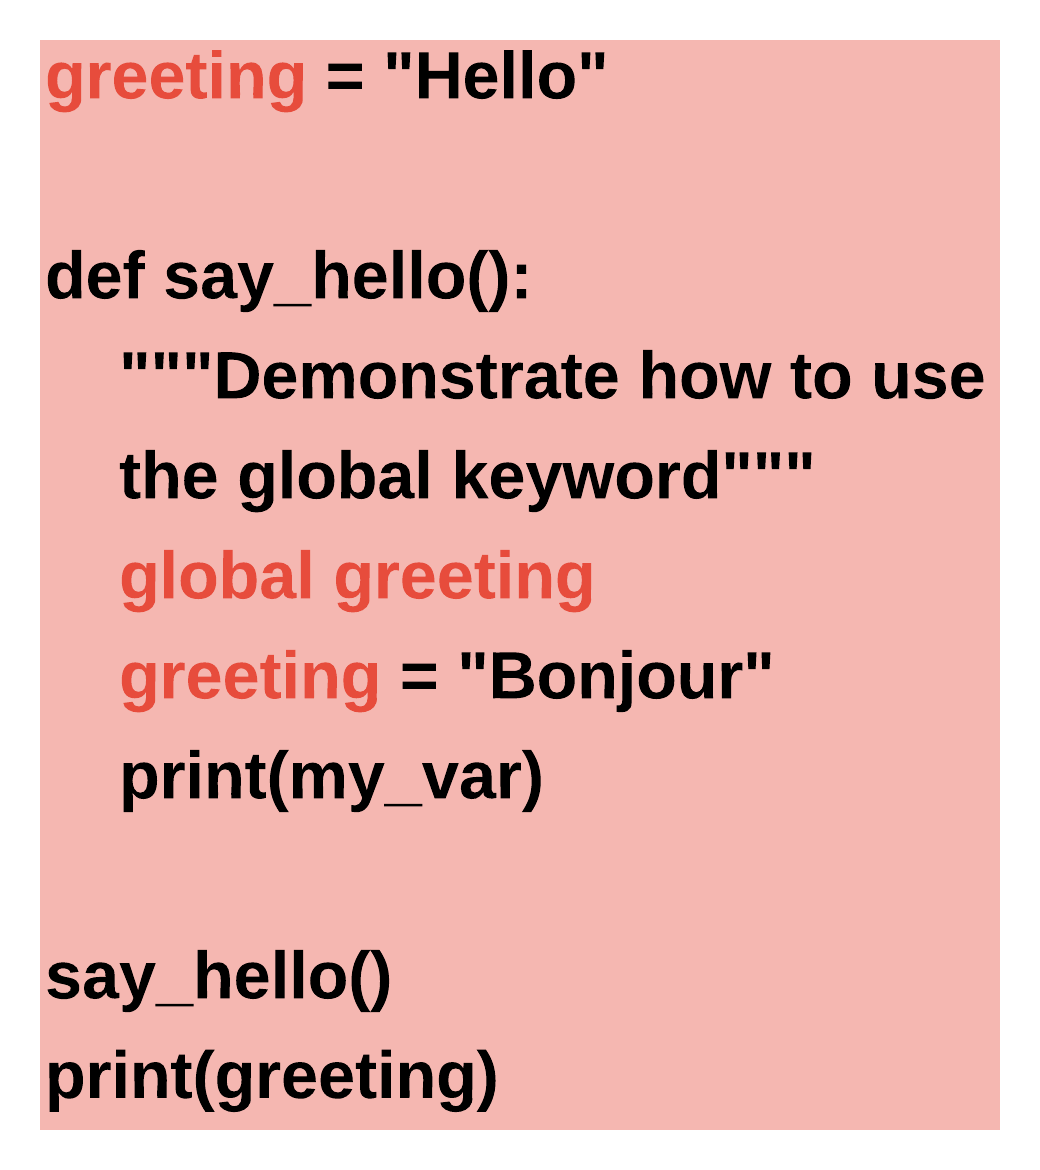 greeting = "Hello"
def say_hello():
"""Demonstrate how to use
the global keyword"""
global greeting
greeting = "Bonjour"
print(my_var)
say_hello()
print(greeting)